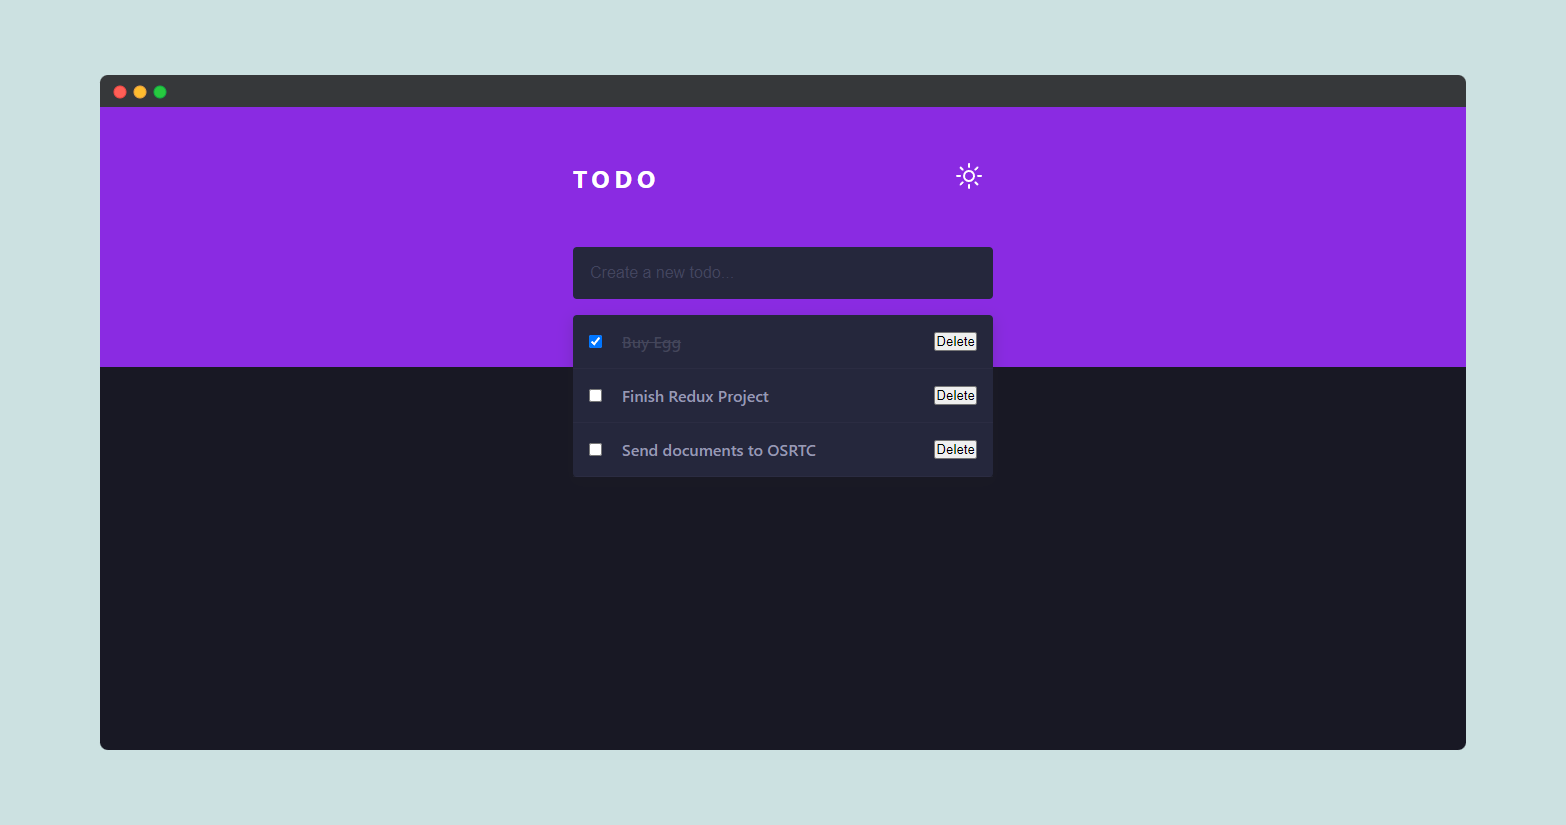 TODO
Create a new todo...
Buy Egg
Delete
Finish Redux Project
Delete
Send documents to OSRTC
Delete